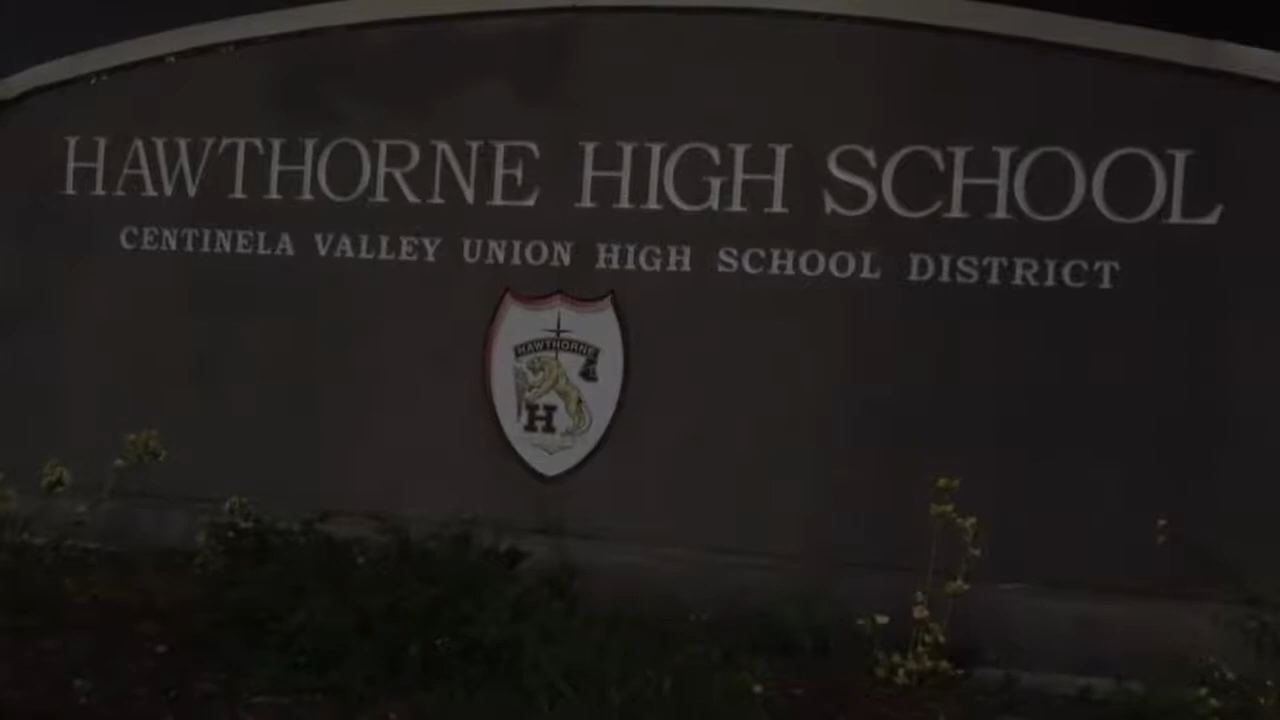 HAWTHORNE HIGH SCHOOL
CENTINELA VALLEY UNION HIGH SCHOOL DISTRICT
HAWTHORNE
H